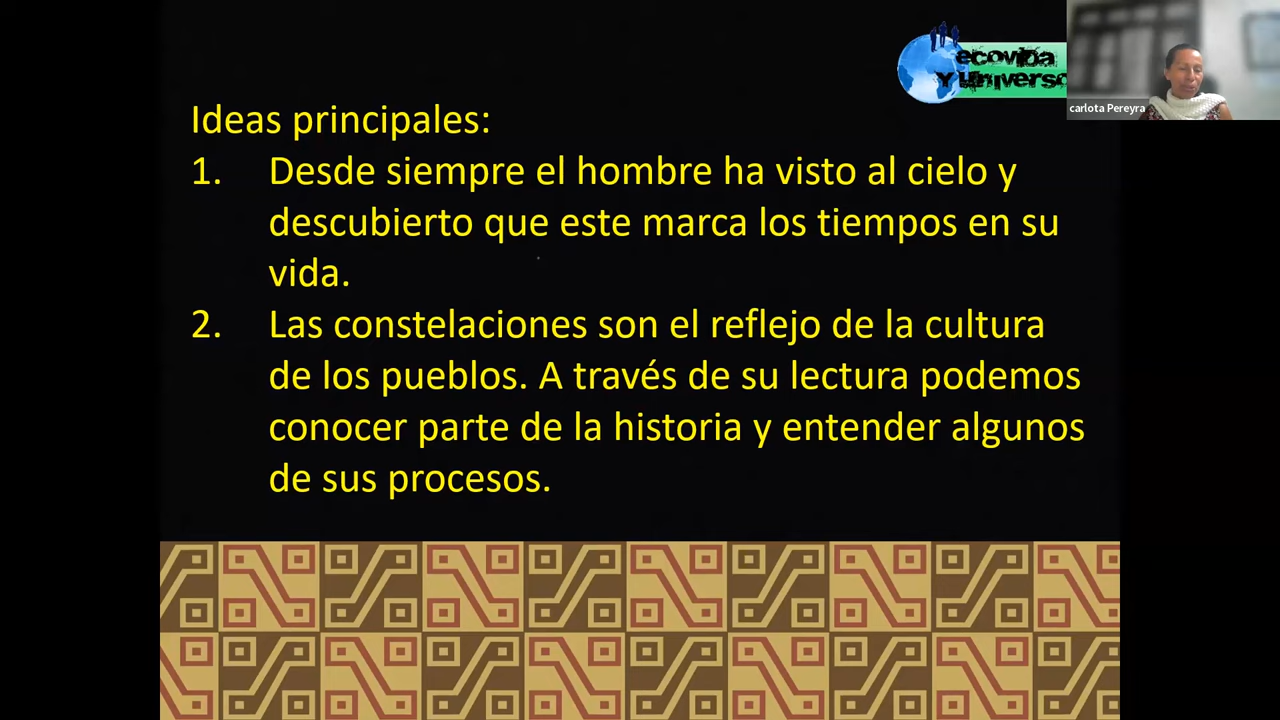 ecovida
y universo
carlota Pereyra
Ideas principales:
1. Desde siempre el hombre ha visto al cielo y
descubierto que este marca los tiempos en su
vida.
2. Las constelaciones son el reflejo de la cultura
de los pueblos. A través de su lectura podemos
conocer parte de la historia y entender algunos
de sus procesos.